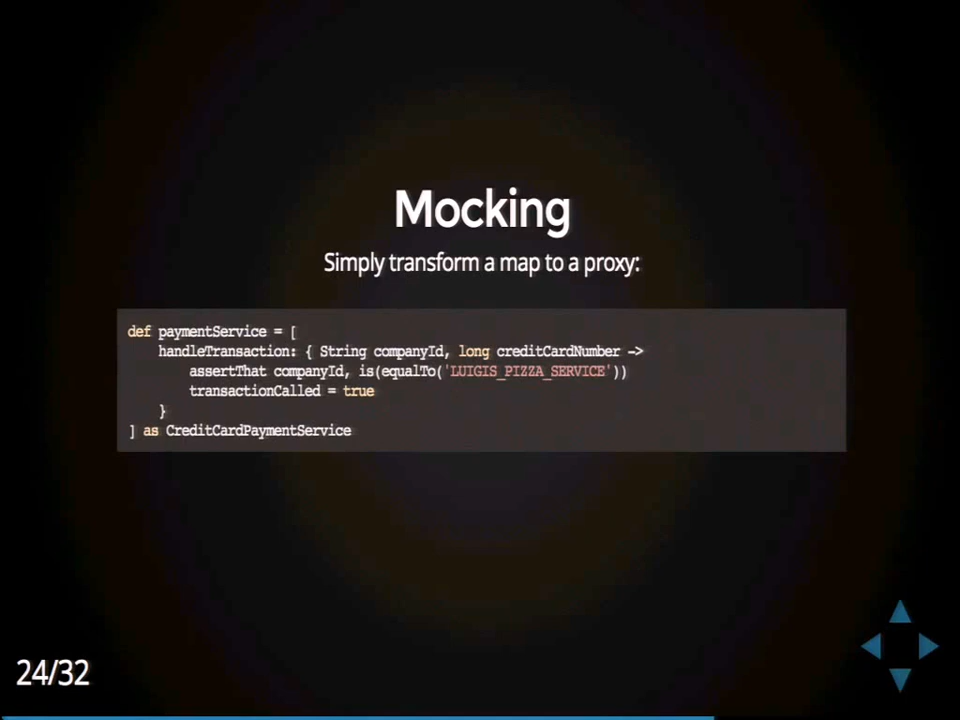 Mocking
Simply transform a map to a proxy:
def paymentService = [
    handleTransaction: { String companyId, long creditCardNumber ->
        assertThat companyId, is(equalTo('LUIGIS_PIZZA_SERVICE'))
        transactionCalled = true
    }
] as CreditCardPaymentService
24/32